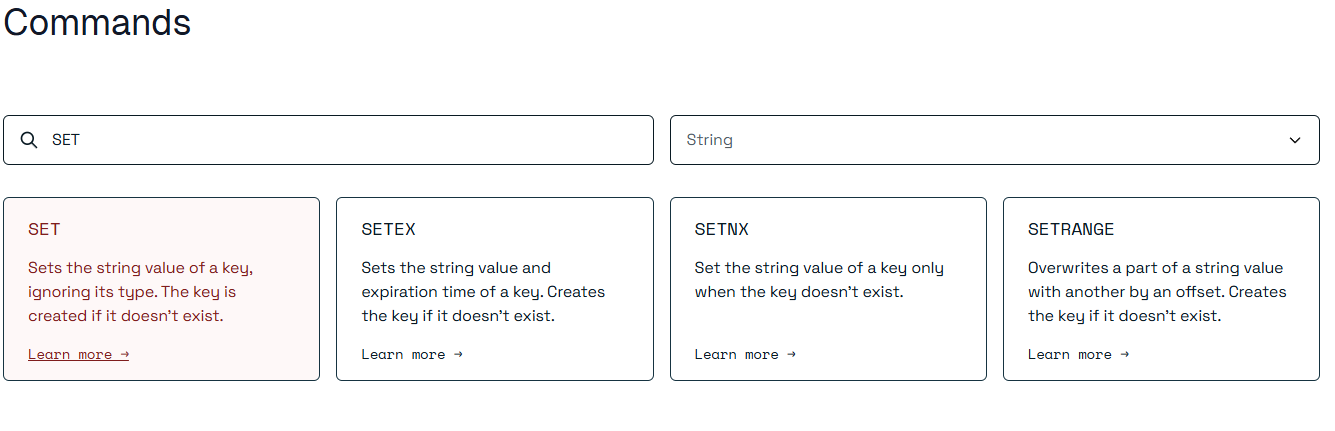 Commands
SET
String
SET
Sets the string value of a key,
ignoring its type. The key is
created if it doesn't exist.
Learn more →
SETEX
Sets the string value and
expiration time of a key. Creates
the key if it doesn't exist.
Learn more →
SETNX
Set the string value of a key only
when the key doesn't exist.
Learn more →
SETRANGE
Overwrites a part of a string value
with another by an offset. Creates
the key if it doesn't exist.
Learn more →